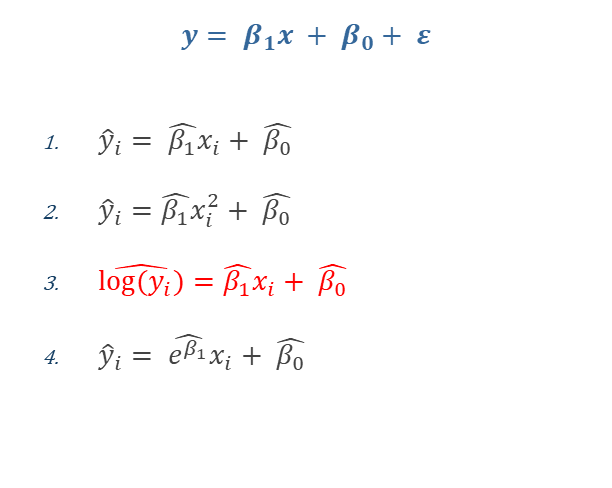 y = β₁x + β₀ + ε
1. ŷᵢ = β̂₁xᵢ + β̂₀
2. ŷᵢ = β̂₁xᵢ² + β̂₀
3. \widehat{log(yᵢ)} = β̂₁xᵢ + β̂₀
4. ŷᵢ = e^{β̂₁}xᵢ + β̂₀